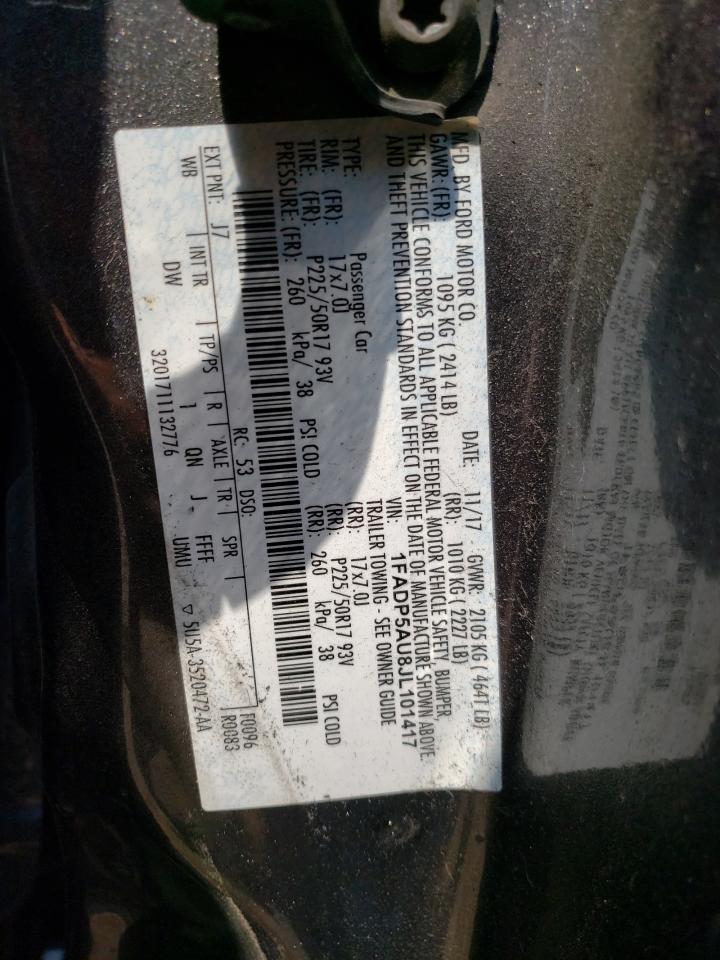 MFD. BY FORD MOTOR CO. DATE: 11/17 GVWR: 2105 KG ( 4641 LB)
GAWR: (FR): 1095 KG ( 2414 LB) (RR): 1010 KG ( 2227 LB)
THIS VEHICLE CONFORMS TO ALL APPLICABLE FEDERAL MOTOR VEHICLE SAFETY, BUMPER
AND THEFT PREVENTION STANDARDS IN EFFECT ON THE DATE OF MANUFACTURE SHOWN ABOVE.
VIN: 1FADP5AU8JL101417
TYPE: Passenger Car TRAILER TOWING - SEE OWNER GUIDE
RIM: (FR): 17x7.0J (RR): 17x7.0J
TIRE: (FR): P225/50R17 93V (RR): P225/50R17 93V
PRESSURE: (FR): 260 kPa/ 38 PSI COLD (RR): 260 kPa/ 38 PSI COLD
RC: 53 DSO: F0096
EXT PNT: J7 R0083
WB INT TR TP/PS R AXLE TR SPR
DW 1 QN J FFFF
3201711132776 UMU ▽ 5U5A-3520472-AA